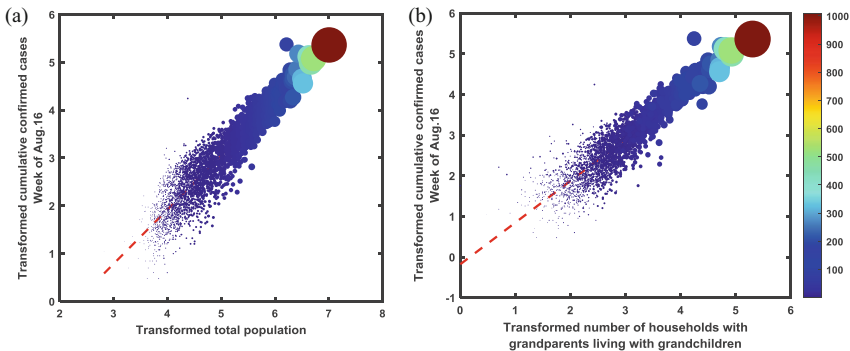 (a)
6
5
4
3
2
1
0
2 3 4 5 6 7 8
Transformed cumulative confirmed cases
Week of Aug.16
Transformed total population
(b)
6
5
4
3
2
1
0
-1
0 1 2 3 4 5 6
Transformed cumulative confirmed cases
Week of Aug.16
Transformed number of households with
grandparents living with grandchildren
1000
900
800
700
600
500
400
300
200
100